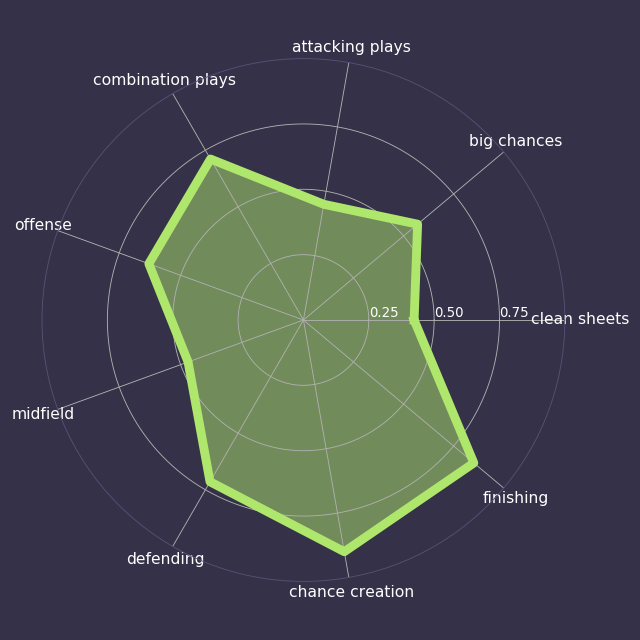 attacking plays
combination plays
big chances
offense
0.25
0.50
0.75
clean sheets
midfield
finishing
defending
chance creation